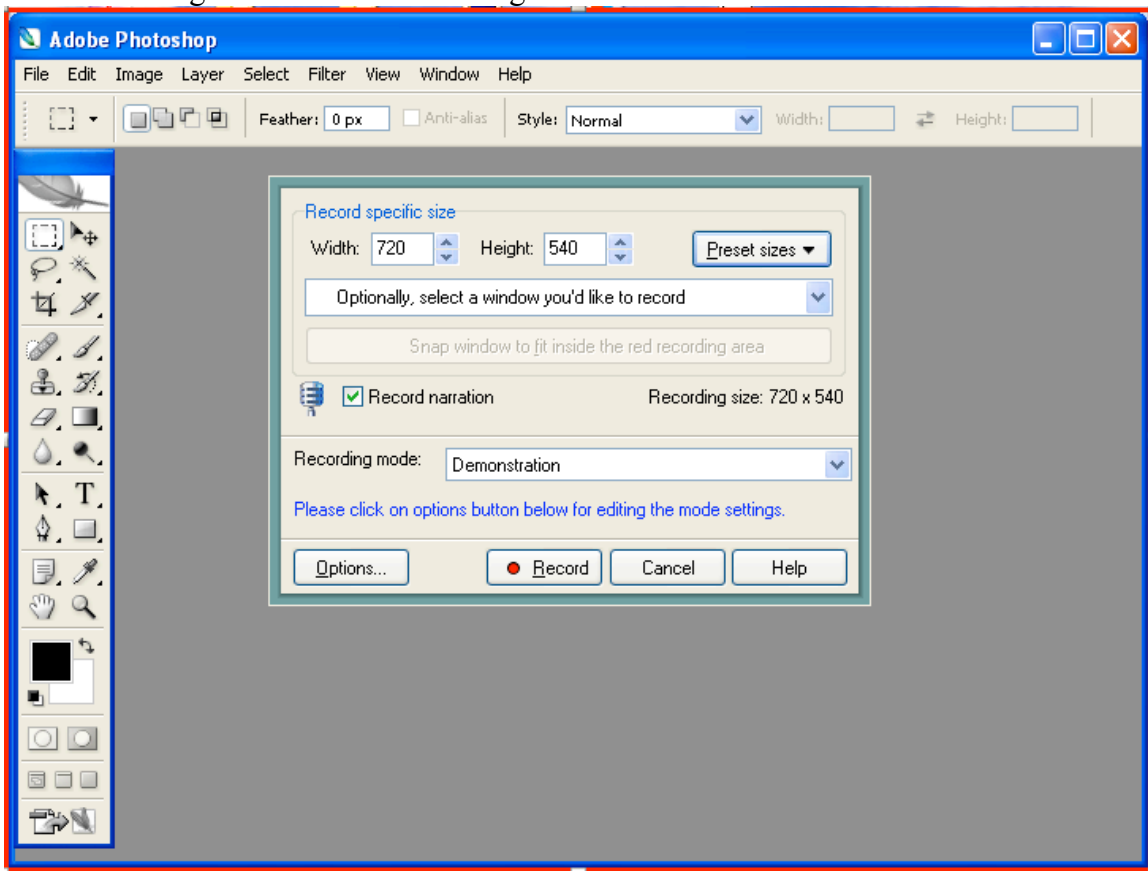 Adobe Photoshop
File Edit Image Layer Select Filter View Window Help
Feather: 0 px Anti-alias Style: Normal Width: Height:
Record specific size
Width: 720 Height: 540 Preset sizes
Optionally, select a window you'd like to record
Snap window to fit inside the red recording area
Record narration Recording size: 720 x 540
Recording mode: Demonstration
Please click on options button below for editing the mode settings.
Options... Record Cancel Help